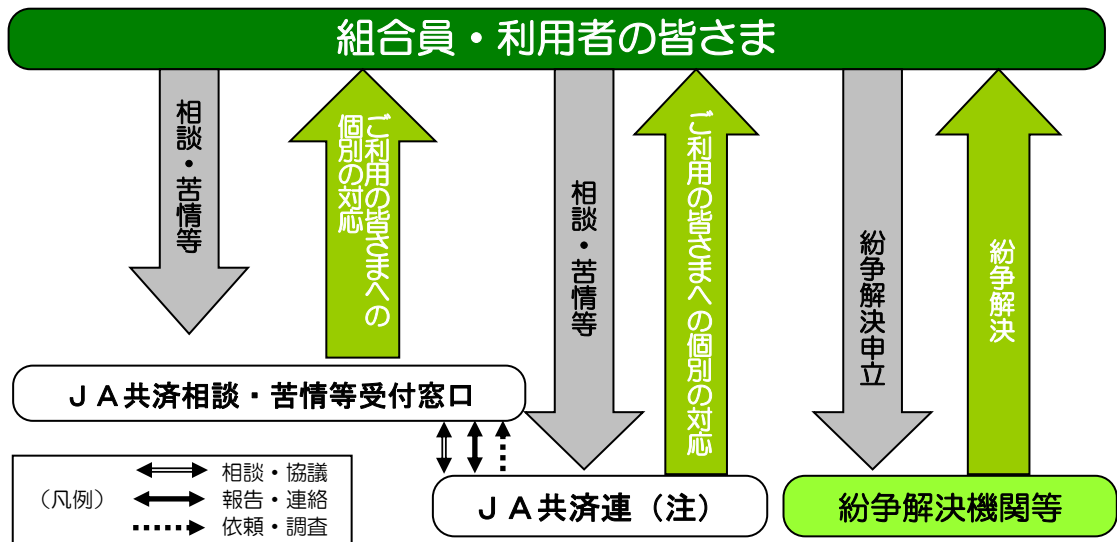 組合員・利用者の皆さま
相談・苦情等
ご利用の皆さまへの
個別の対応
相談・苦情等
ご利用の皆さまへの個別の対応
紛争解決申立
紛争解決
ＪＡ共済相談・苦情等受付窓口
（凡例）
相談・協議
報告・連絡
依頼・調査
ＪＡ共済連（注）
紛争解決機関等